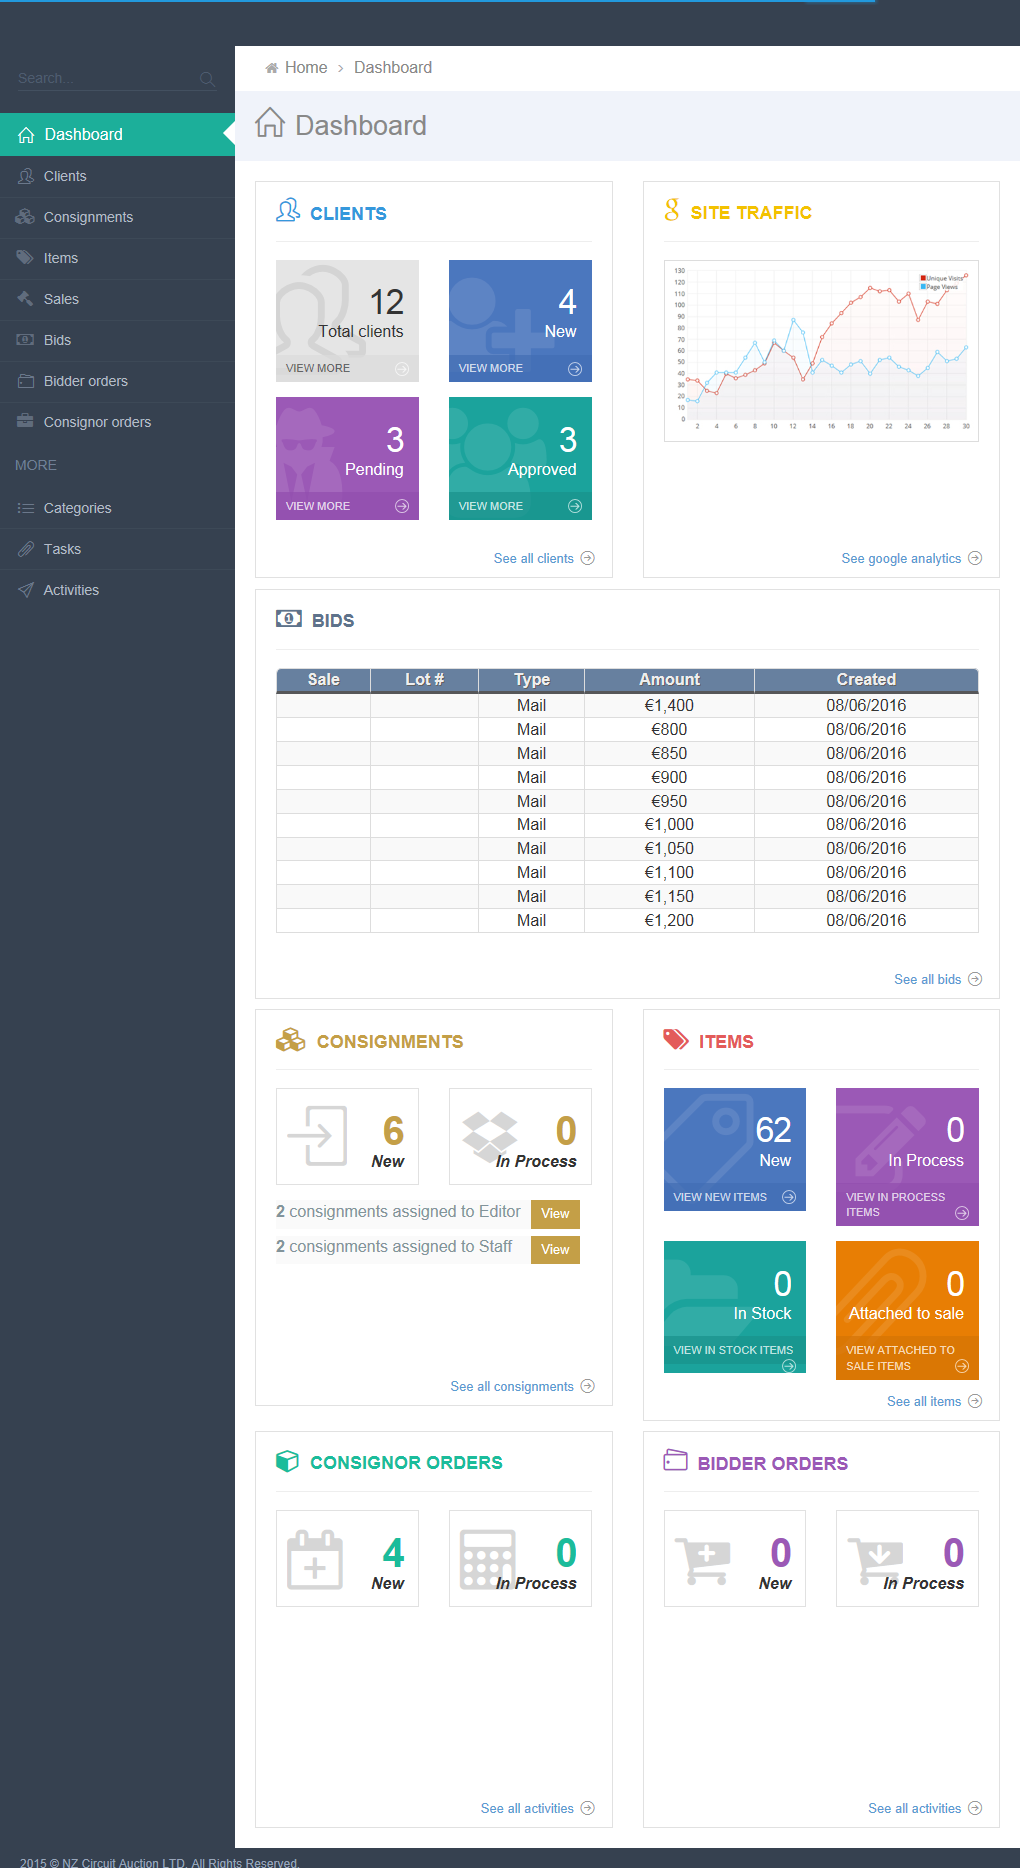 Search...
Home > Dashboard
Dashboard
Dashboard
Clients
Consignments
Items
Sales
Bids
Bidder orders
Consignor orders
MORE
Categories
Tasks
Activities
CLIENTS
12
Total clients
VIEW MORE
4
New
VIEW MORE
3
Pending
VIEW MORE
3
Approved
VIEW MORE
See all clients
SITE TRAFFIC
Unique Visits
Page Views
130
120
110
100
90
80
70
60
50
40
30
20
10
0
2 4 6 8 10 12 14 16 18 20 22 24 26 28 30
See google analytics
BIDS
Sale Lot # Type Amount Created
Mail €1,400 08/06/2016
Mail €800 08/06/2016
Mail €850 08/06/2016
Mail €900 08/06/2016
Mail €950 08/06/2016
Mail €1,000 08/06/2016
Mail €1,050 08/06/2016
Mail €1,100 08/06/2016
Mail €1,150 08/06/2016
Mail €1,200 08/06/2016
See all bids
CONSIGNMENTS
6
New
0
In Process
2 consignments assigned to Editor View
2 consignments assigned to Staff View
See all consignments
ITEMS
62
New
VIEW NEW ITEMS
0
In Process
VIEW IN PROCESS
ITEMS
0
In Stock
VIEW IN STOCK ITEMS
0
Attached to sale
VIEW ATTACHED TO
SALE ITEMS
See all items
CONSIGNOR ORDERS
4
New
0
In Process
See all activities
BIDDER ORDERS
0
New
0
In Process
See all activities
2015 © NZ Circuit Auction LTD. All Rights Reserved.